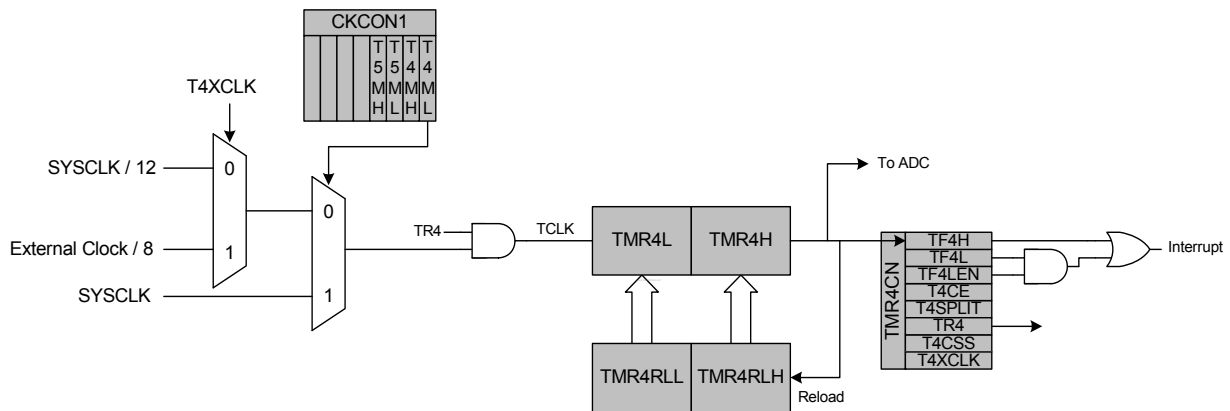 CKCON1
T5MH
T5ML
T4MH
T4ML
T4XCLK
SYSCLK / 12
0
1
External Clock / 8
SYSCLK
0
1
TR4
TCLK
TMR4L
TMR4H
To ADC
TMR4RLL
TMR4RLH
Reload
TMR4CN
TF4H
TF4L
TF4LEN
T4CE
T4SPLIT
TR4
T4CSS
T4XCLK
Interrupt